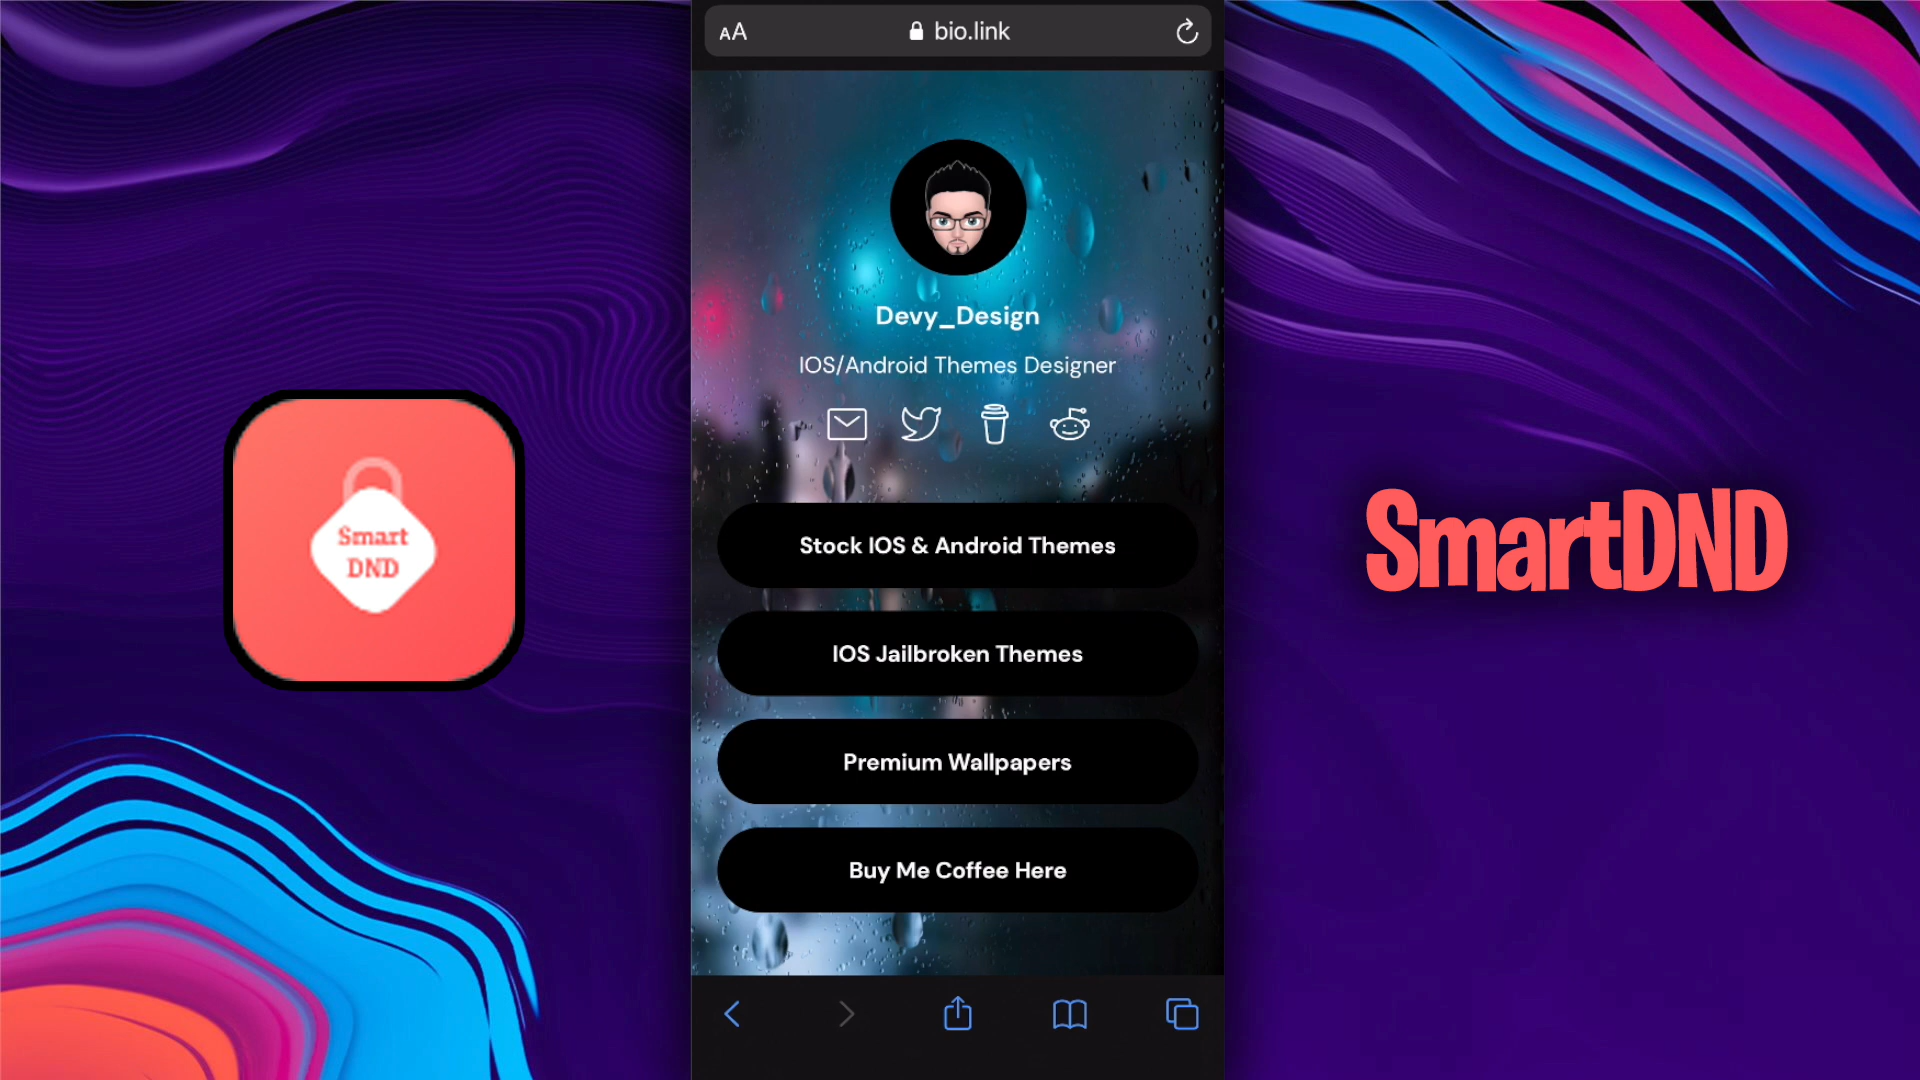 AA
bio.link
Devy_Design
IOS/Android Themes Designer
Smart
DND
SmartDND
Stock IOS & Android Themes
IOS Jailbroken Themes
Premium Wallpapers
Buy Me Coffee Here